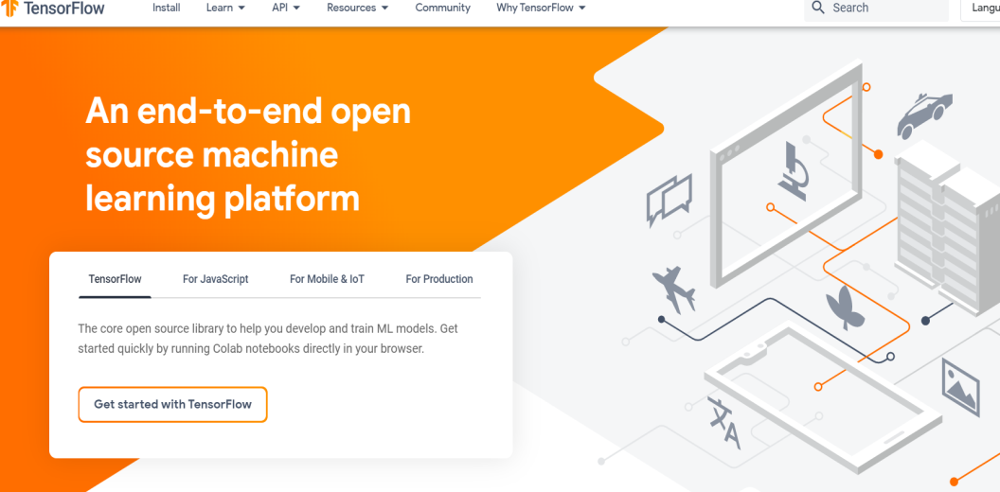 TensorFlow Install Learn API Resources Community Why TensorFlow Search
An end-to-end open
source machine
learning platform
TensorFlow For JavaScript For Mobile & IoT For Production
The core open source library to help you develop and train ML models. Get
started quickly by running Colab notebooks directly in your browser.
Get started with TensorFlow
文A